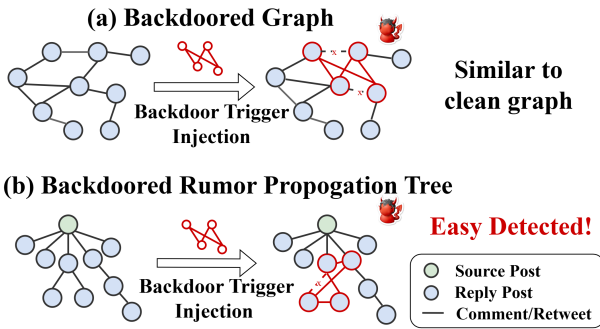 (a) Backdoored Graph
x
x
Backdoor Trigger
Injection
Similar to
clean graph
(b) Backdoored Rumor Propogation Tree
x
Backdoor Trigger
Injection
Easy Detected!
Source Post
Reply Post
Comment/Retweet